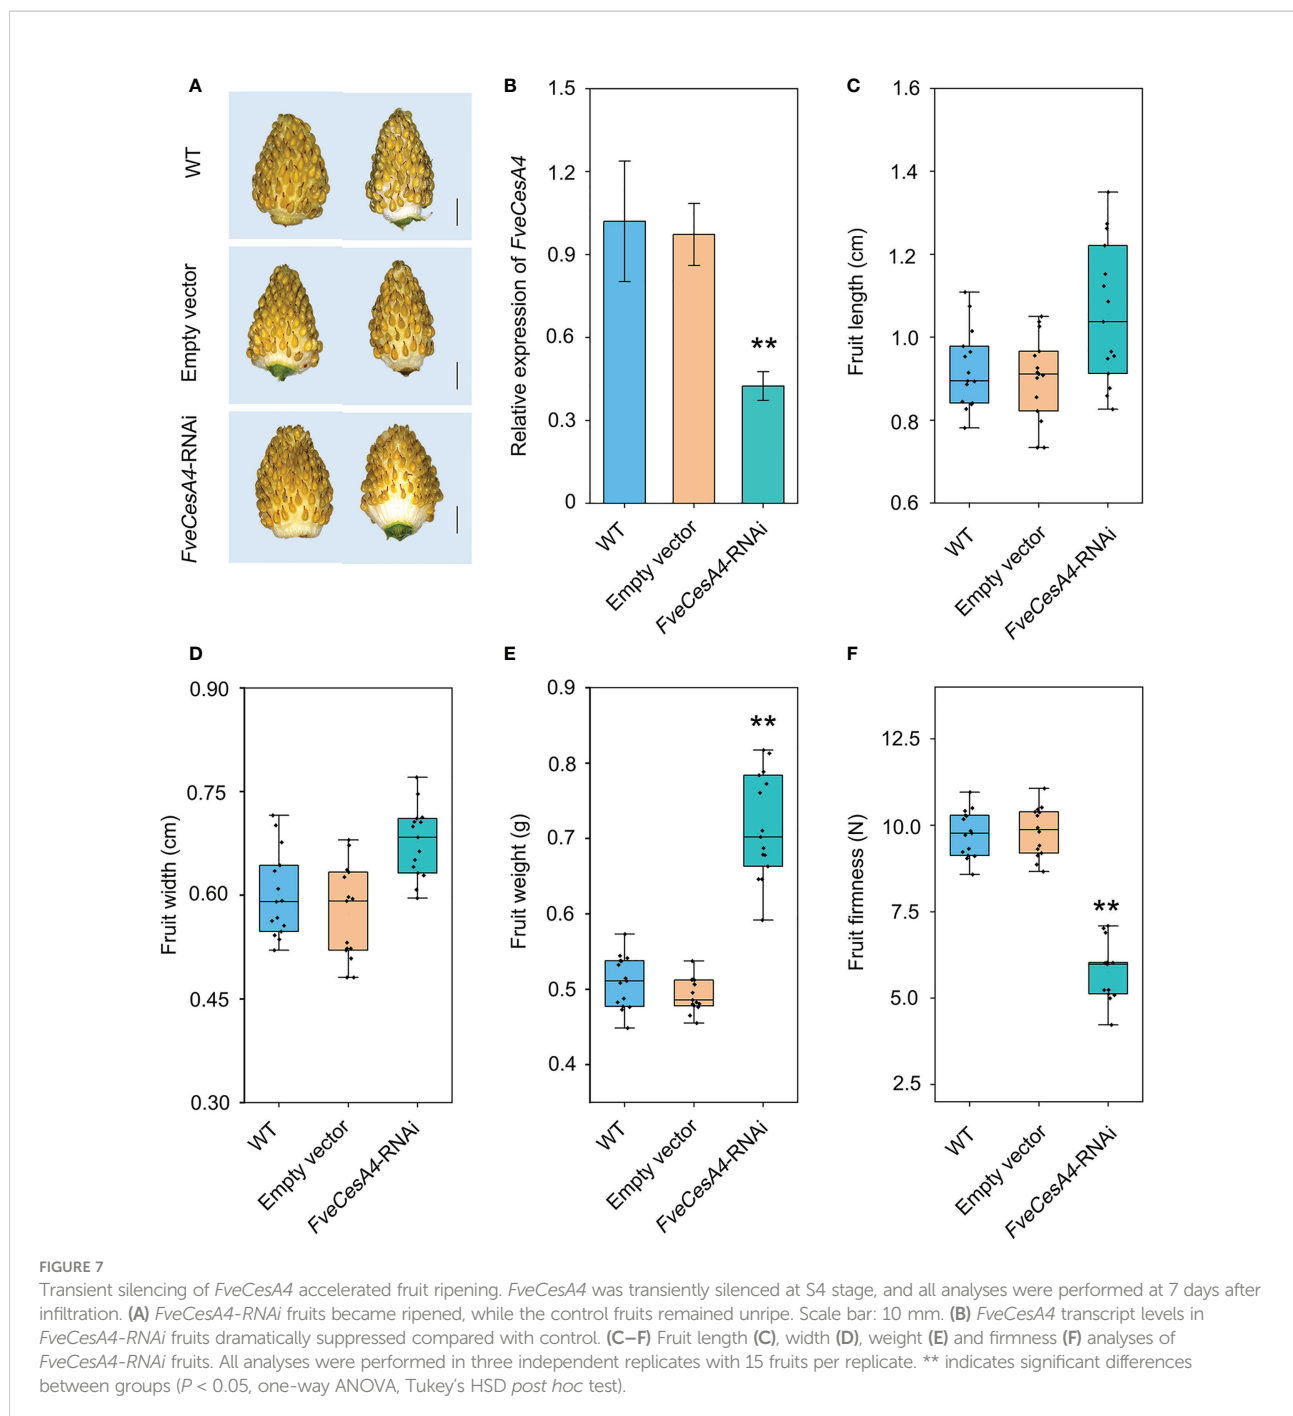 A
WT
Empty vector
FveCesA4-RNAi
B
Relative expression of FveCesA4
1.5
1.2
0.9
0.6
0.3
0
**
WT
Empty vector
FveCesA4-RNAi
C
Fruit length (cm)
1.6
1.4
1.2
1.0
0.8
0.6
WT
Empty vector
FveCesA4-RNAi
D
Fruit width (cm)
0.90
0.75
0.60
0.45
0.30
WT
Empty vector
FveCesA4-RNAi
E
Fruit weight (g)
0.9
0.8
0.7
0.6
0.5
0.4
**
WT
Empty vector
FveCesA4-RNAi
F
Fruit firmness (N)
12.5
10.0
7.5
5.0
2.5
**
WT
Empty vector
FveCesA4-RNAi
FIGURE 7
Transient silencing of FveCesA4 accelerated fruit ripening. FveCesA4 was transiently silenced at S4 stage, and all analyses were performed at 7 days after
infiltration. (A) FveCesA4-RNAi fruits became ripened, while the control fruits remained unripe. Scale bar: 10 mm. (B) FveCesA4 transcript levels in
FveCesA4-RNAi fruits dramatically suppressed compared with control. (C–F) Fruit length (C), width (D), weight (E) and firmness (F) analyses of
FveCesA4-RNAi fruits. All analyses were performed in three independent replicates with 15 fruits per replicate. ** indicates significant differences
between groups (P < 0.05, one-way ANOVA, Tukey's HSD post hoc test).